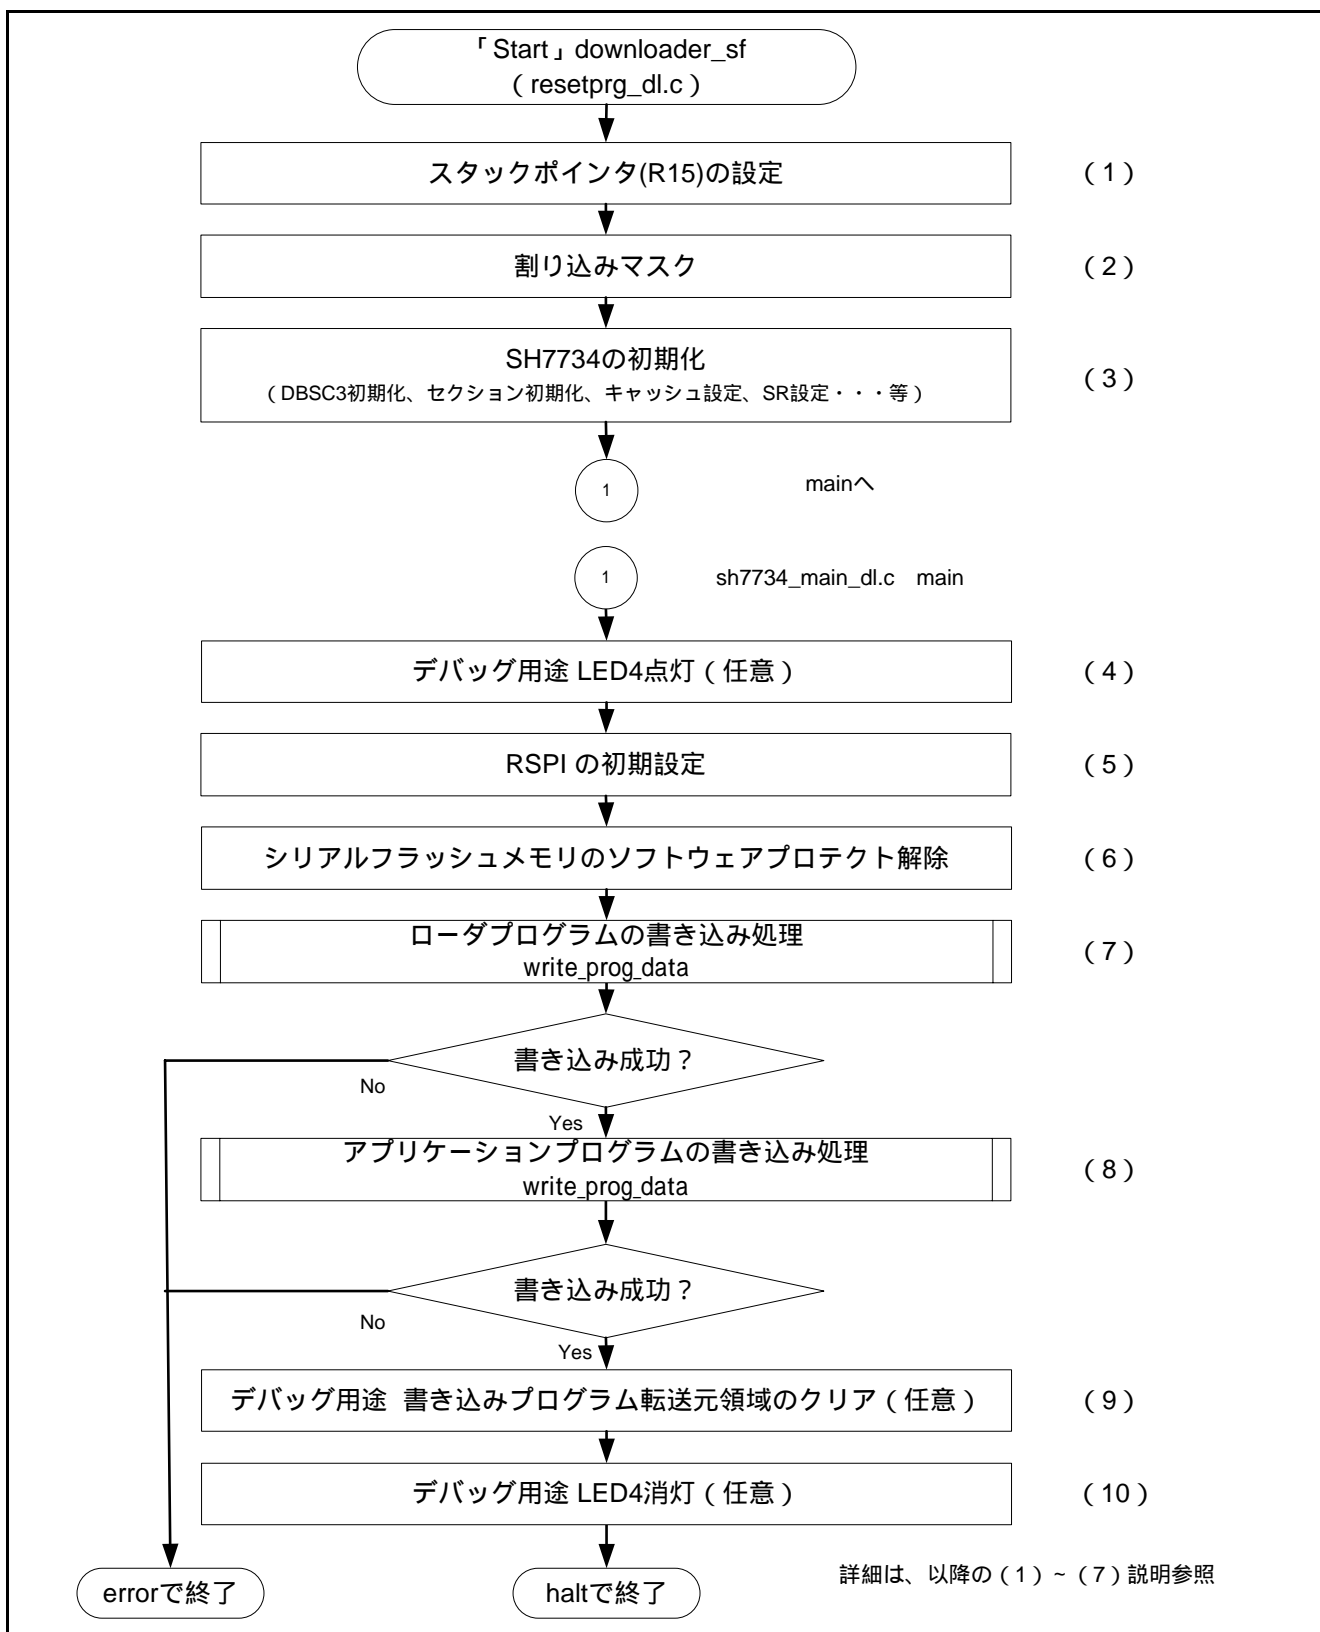 「Start」downloader_sf
（resetprg_dl.c）
スタックポインタ(R15)の設定
（1）
割り込みマスク
（2）
SH7734の初期化
（DBSC3初期化、セクション初期化、キャッシュ設定、SR設定・・・等）
（3）
1
mainへ
1
sh7734_main_dl.c main
デバッグ用途 LED4点灯（任意）
（4）
RSPI の初期設定
（5）
シリアルフラッシュメモリのソフトウェアプロテクト解除
（6）
ローダプログラムの書き込み処理
write_prog_data
（7）
書き込み成功？
No
Yes
アプリケーションプログラムの書き込み処理
write_prog_data
（8）
書き込み成功？
No
Yes
デバッグ用途 書き込みプログラム転送元領域のクリア（任意）
（9）
デバッグ用途 LED4消灯（任意）
（10）
errorで終了
haltで終了
詳細は、以降の（1）~（7）説明参照